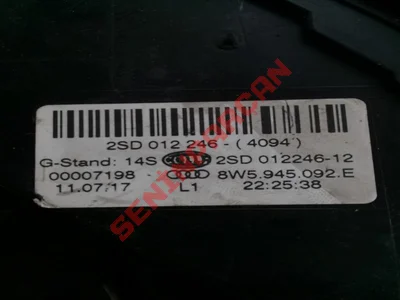 2SD 012 246 - ( 4094 )
G-Stand: 14S 2SD 012246-12
00007198 - 8W5.945.092.E
11.07.17 L1 22:25:38